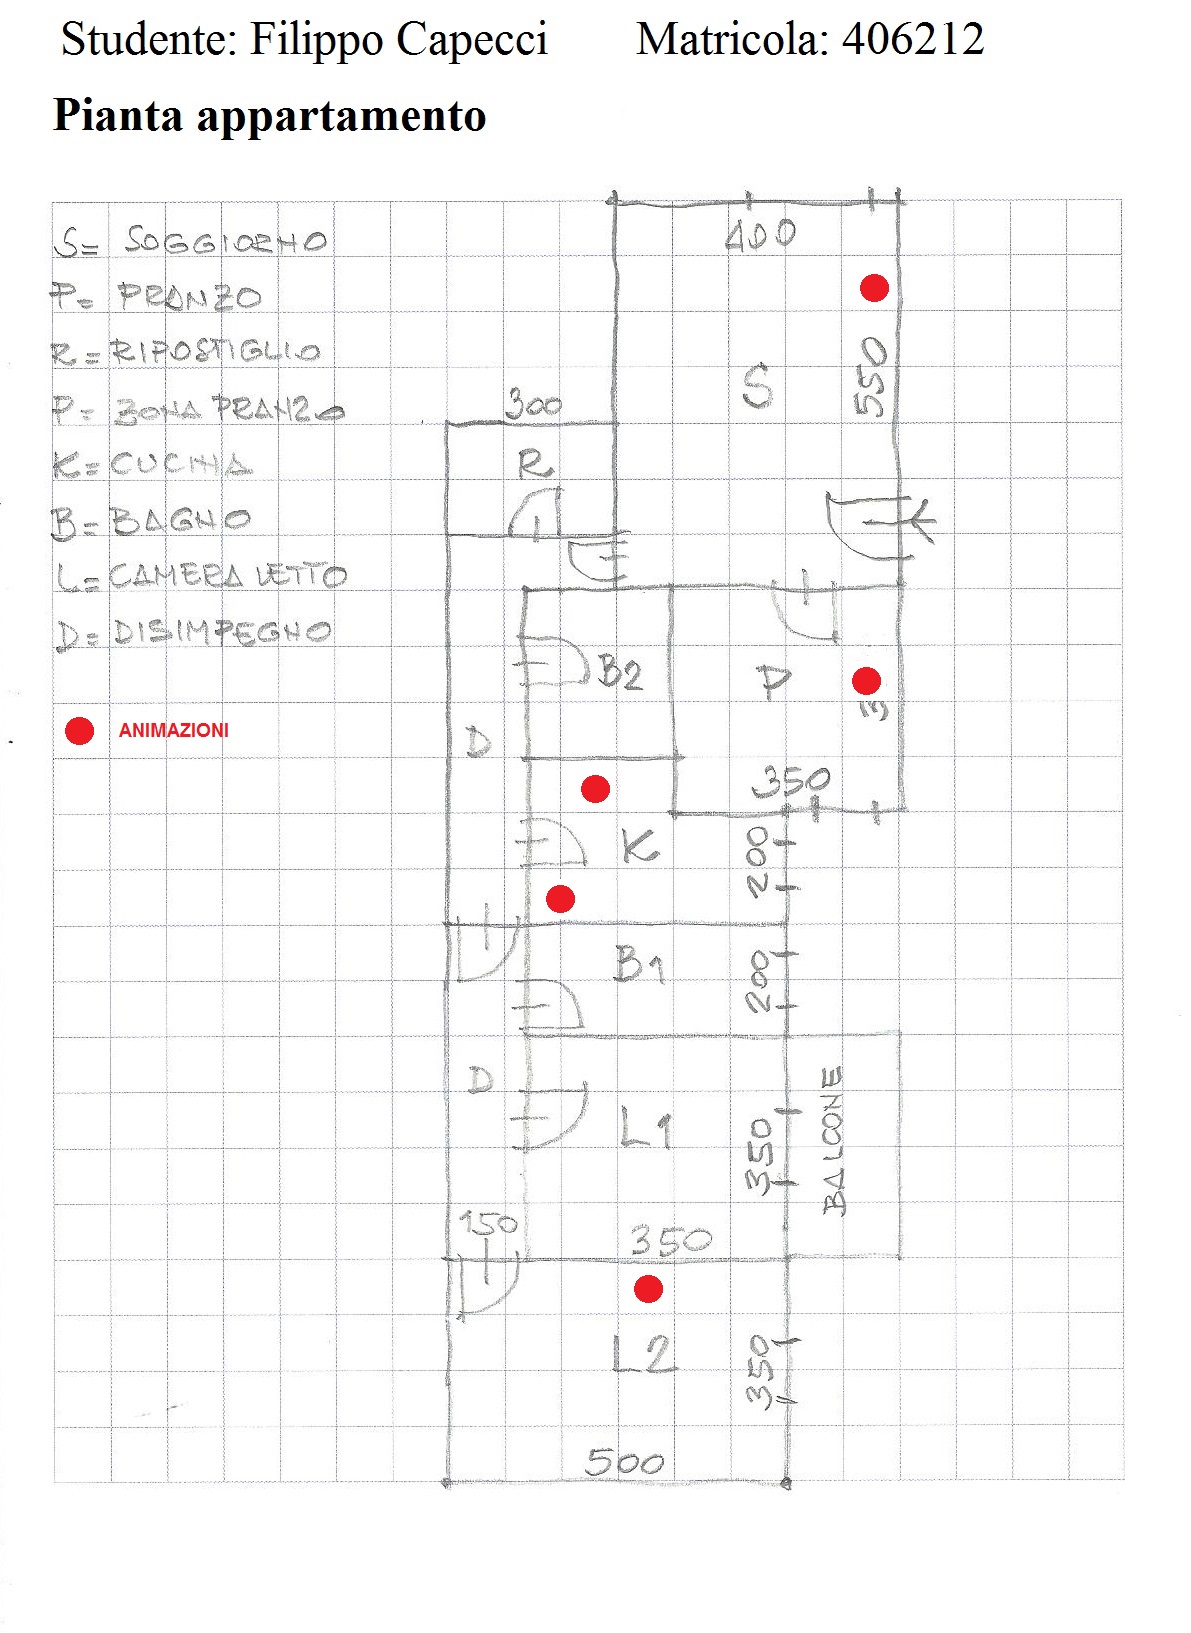 Studente: Filippo Capecci Matricola: 406212
Pianta appartamento
S= SOGGIORNO
P= PRANZO
R= RIPOSTIGLIO
P= ZONA PRANZO
K= CUCINA
B= BAGNO
L= CAMERA LETTO
D= DISIMPEGNO
ANIMAZIONI
400
S
550
300
R
B2
P
D
350
K
200
B1
200
D
L1
350
BALCONE
150
350
L2
350
500